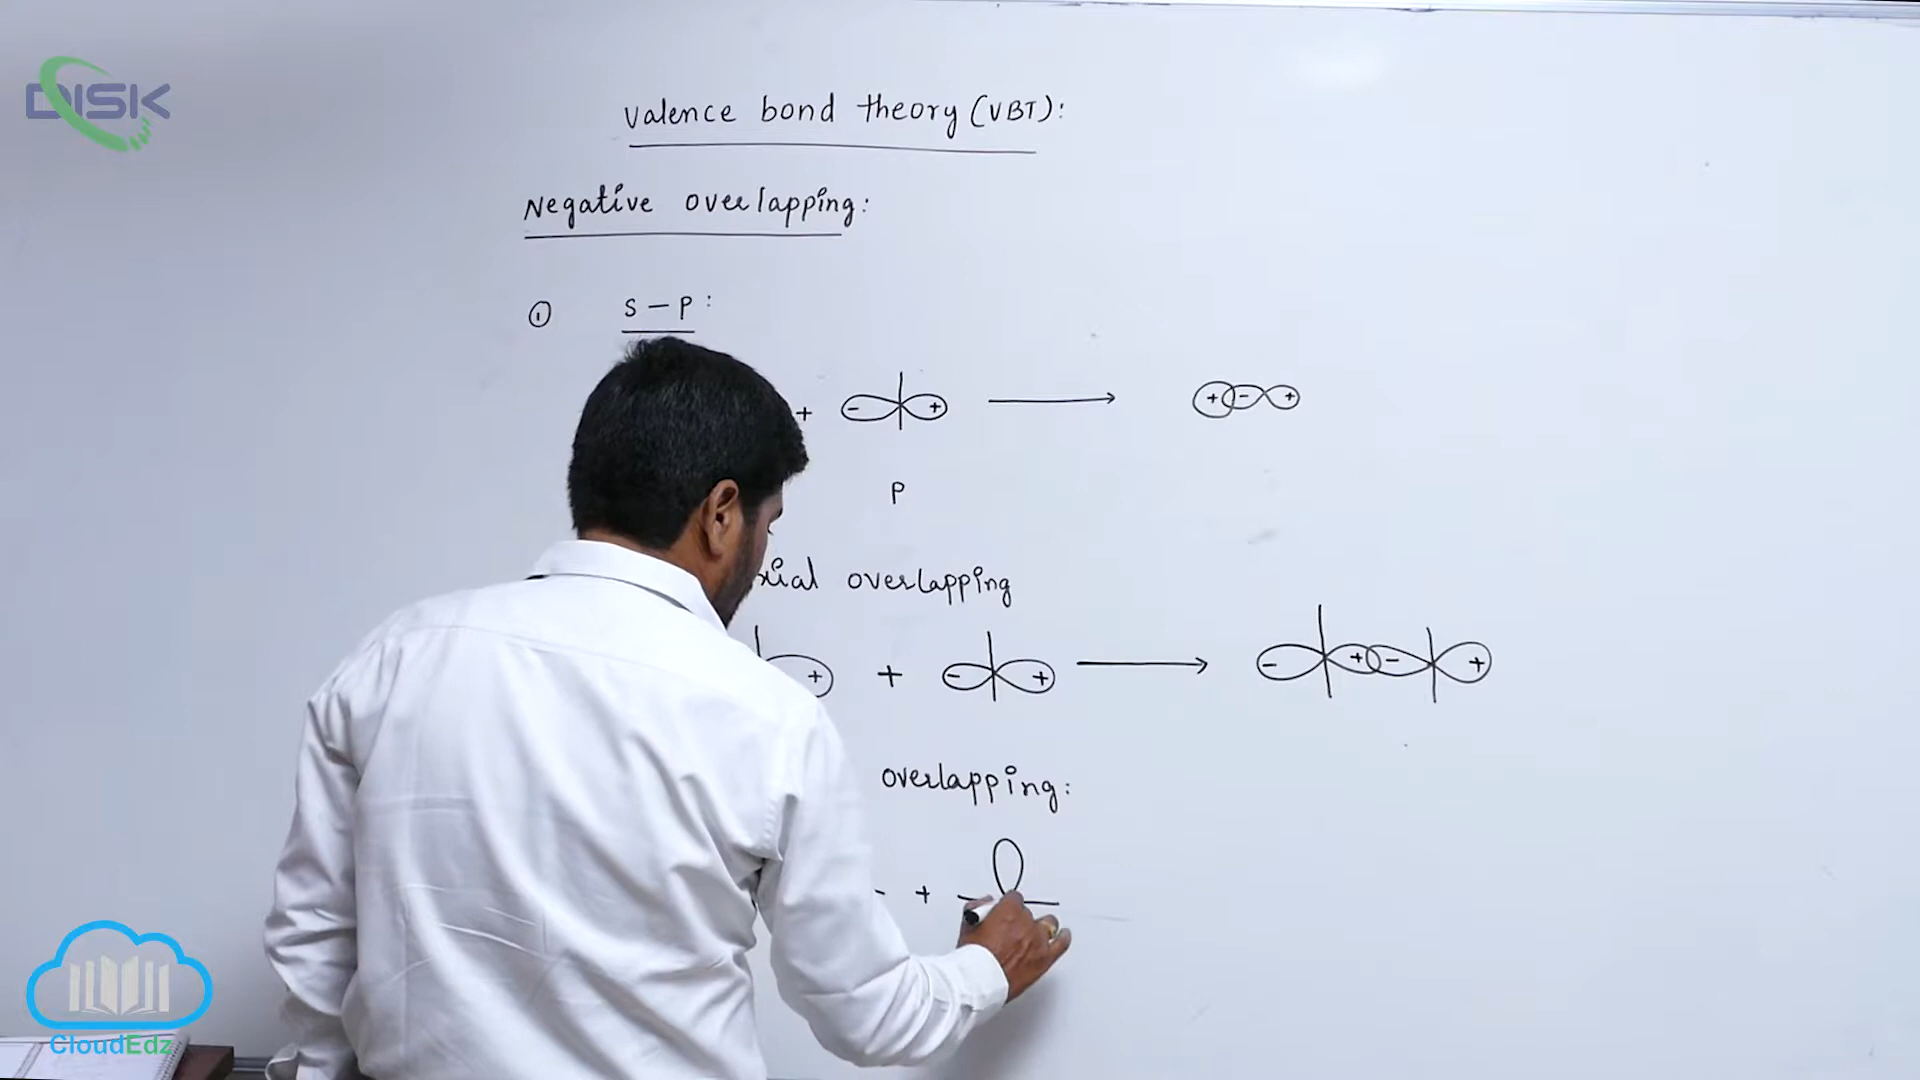 DISK
Valence bond theory (VBT):
Negative overlapping:
① s – p:
+ - + → + - +
p
overlapping
+ + - + → - + - +
overlapping:
- +
CloudEdz